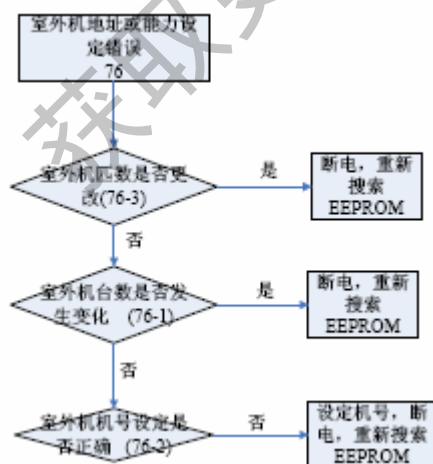 室外机地址或能力设
定错误
76
室外机匹数是否更
改(76-3)
是
断电，重新
搜索
EEPROM
否
室外机台数是否发
生变化 (76-1)
是
断电，重新
搜索
EEPROM
否
室外机机号设定是
否正确 (76-2)
否
设定机号，断
电，重新搜索
EEPROM
获取